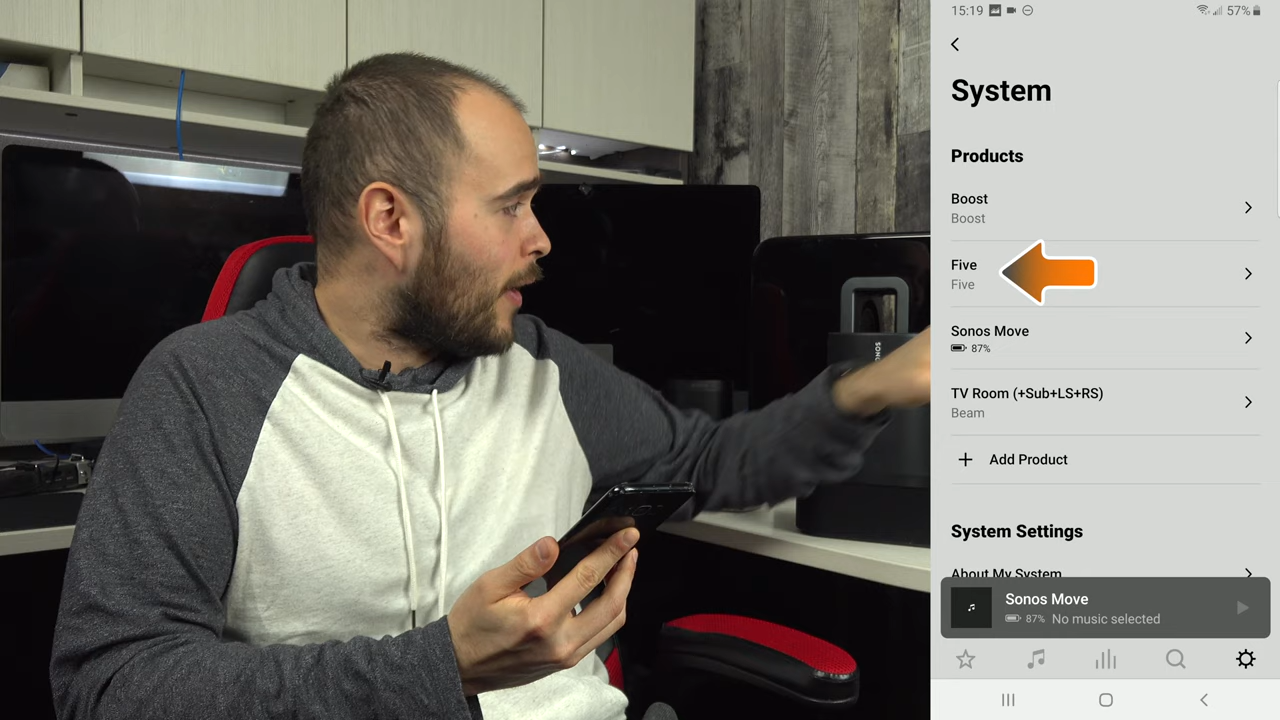 15:19
57%
System
Products
Boost
Boost
Five
Five
Sonos Move
87%
TV Room (+Sub+LS+RS)
Beam
Add Product
System Settings
About My System
Sonos Move
87% No music selected
SONO